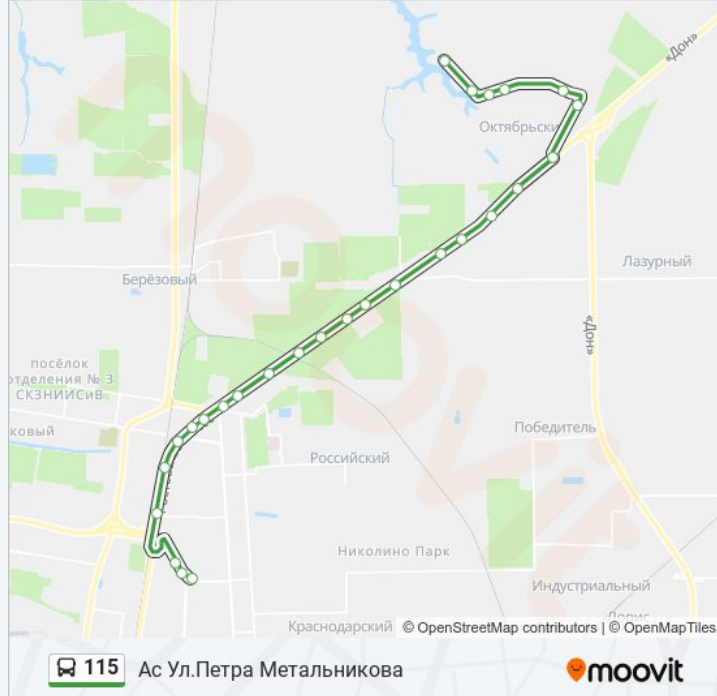 «Дон»
Октябрьски
Лазурный
Берёзовый
«Дон»
посёлок
отделения № 3
СКЗНИИСиВ
ковый
Победитель
Российский
Николино Парк
Индустриальный
Краснодарский
© OpenStreetMap contributors | © OpenMapTiles
115
Ас Ул.Петра Метальникова
moovit